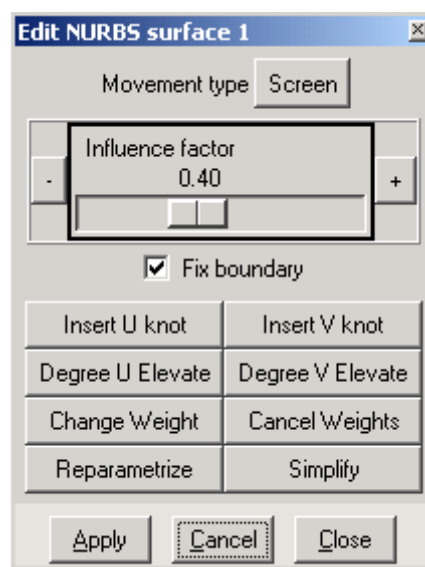 Edit NURBS surface 1
Movement type Screen
Influence factor
0.40
- +
Fix boundary
Insert U knot Insert V knot
Degree U Elevate Degree V Elevate
Change Weight Cancel Weights
Reparametrize Simplify
Apply Cancel Close